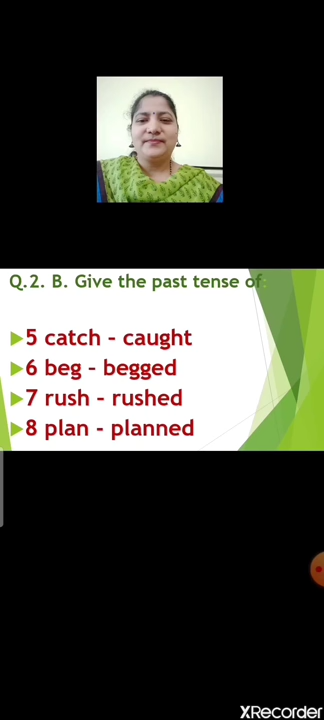 Q.2. B. Give the past tense of
5 catch – caught
6 beg – begged
7 rush – rushed
8 plan - planned
XRecorder